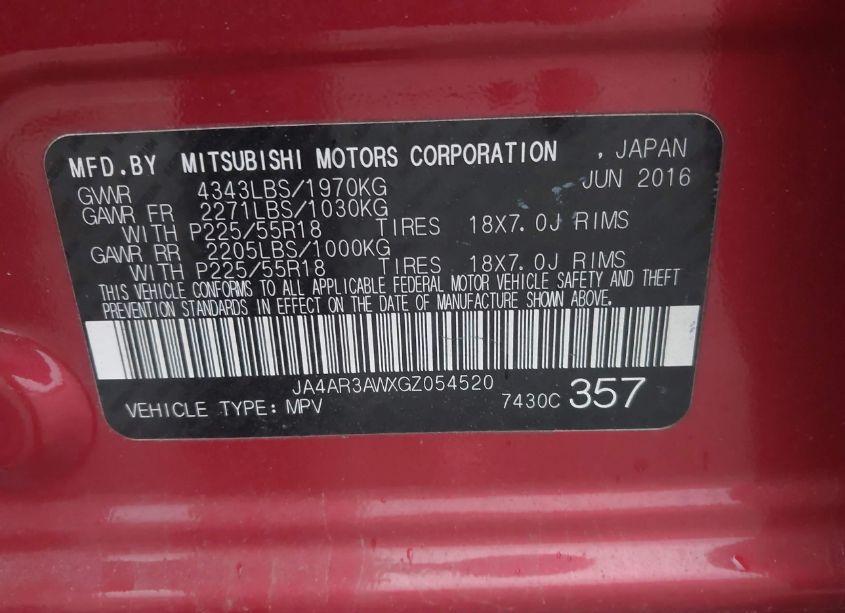 MFD.BY MITSUBISHI MOTORS CORPORATION , JAPAN
GVWR 4343LBS/1970KG JUN 2016
GAWR FR 2271LBS/1030KG
WITH P225/55R18 TIRES 18X7.0J RIMS
GAWR RR 2205LBS/1000KG
WITH P225/55R18 TIRES 18X7.0J RIMS
THIS VEHICLE CONFORMS TO ALL APPLICABLE FEDERAL MOTOR VEHICLE SAFETY AND THEFT
PREVENTION STANDARDS IN EFFECT ON THE DATE OF MANUFACTURE SHOWN ABOVE.
JA4AR3AWXGZ054520
VEHICLE TYPE:MPV 7430C 357